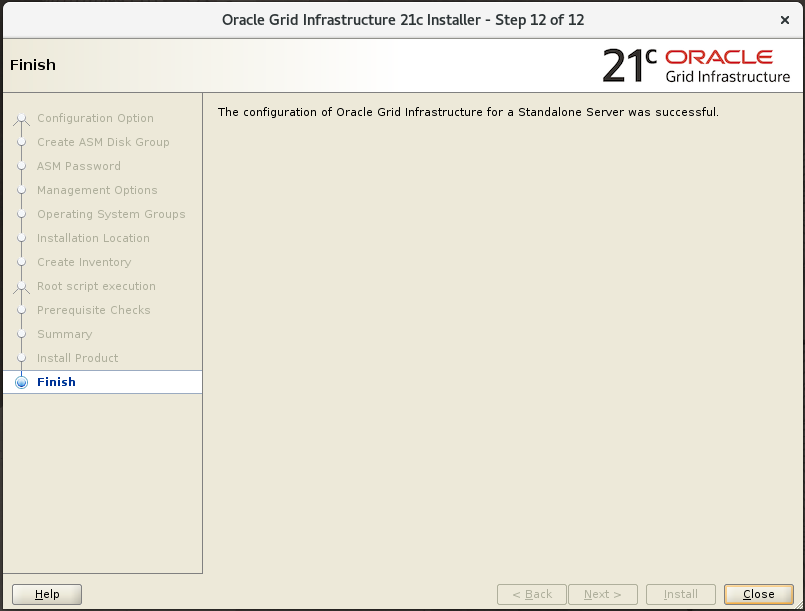 Oracle Grid Infrastructure 21c Installer - Step 12 of 12
×
Finish
21c ORACLE
Grid Infrastructure
Configuration Option
Create ASM Disk Group
ASM Password
Management Options
Operating System Groups
Installation Location
Create Inventory
Root script execution
Prerequisite Checks
Summary
Install Product
Finish
The configuration of Oracle Grid Infrastructure for a Standalone Server was successful.
Help
< Back
Next >
Install
Close